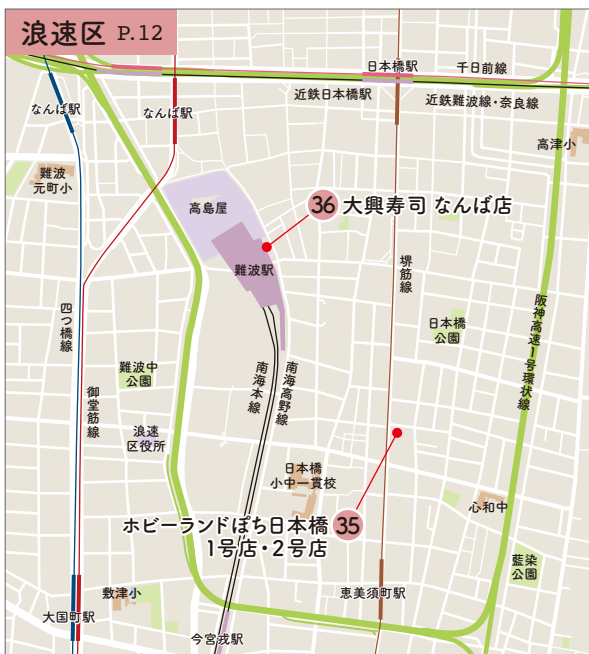 浪速区 P.12
日本橋駅
千日前線
近鉄日本橋駅
近鉄難波線・奈良線
なんば駅
なんば駅
高津小
難波
元町小
高島屋
36 大興寿司 なんば店
難波駅
堺筋線
阪神高速1号環状線
四つ橋線
日本橋
公園
難波中
公園
南海本線
南海高野線
御堂筋線
浪速
区役所
日本橋
小中一貫校
心和中
ホビーランドぽち日本橋 35
1号店・2号店
藍染
公園
恵美須町駅
敷津小
大国町駅
今宮戎駅